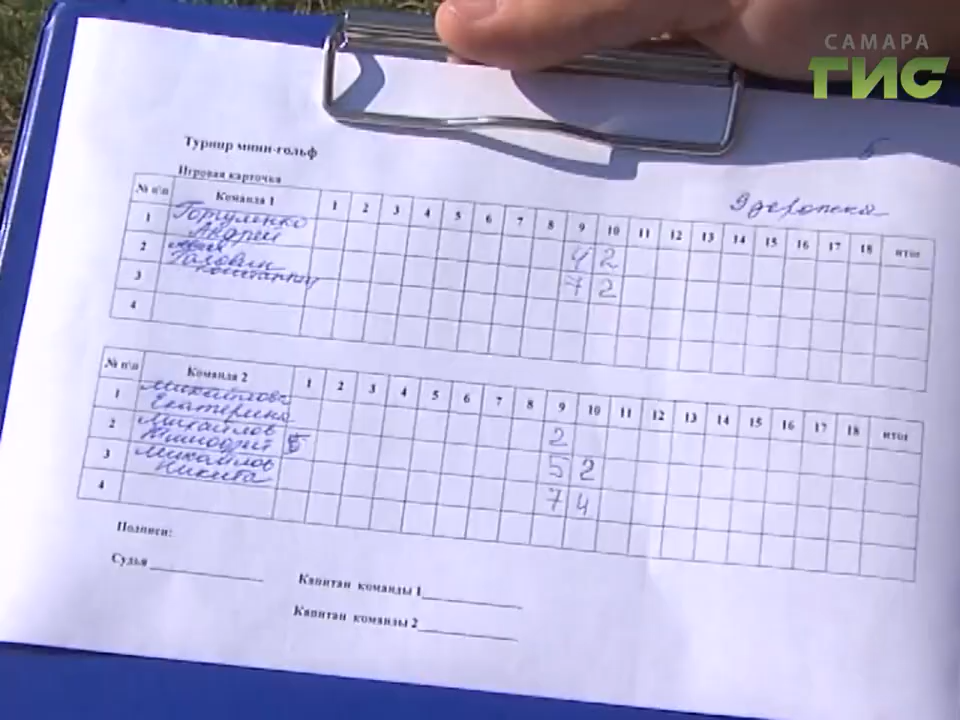 САМАРА
ГИС
Турнир мини-гольф
Игровая карточка
№ п\п Команда 1 1 2 3 4 5 6 7 8 9 10 11 12 13 14 15 16 17 18 итог
1 Андрей 4 2
2 7 2
3
4
№ п\п Команда 2 1 2 3 4 5 6 7 8 9 10 11 12 13 14 15 16 17 18 итог
1 Михайлова
Екатерина 2
2 Михайлов 5 2
3 Михайлов
Никита 7 4
4
Подписи:
Судья
Капитан команды 1
Капитан команды 2